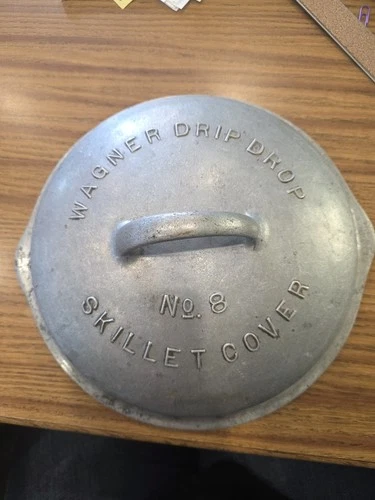 WAGNER DRIP DROP
No. 8
SKILLET COVER